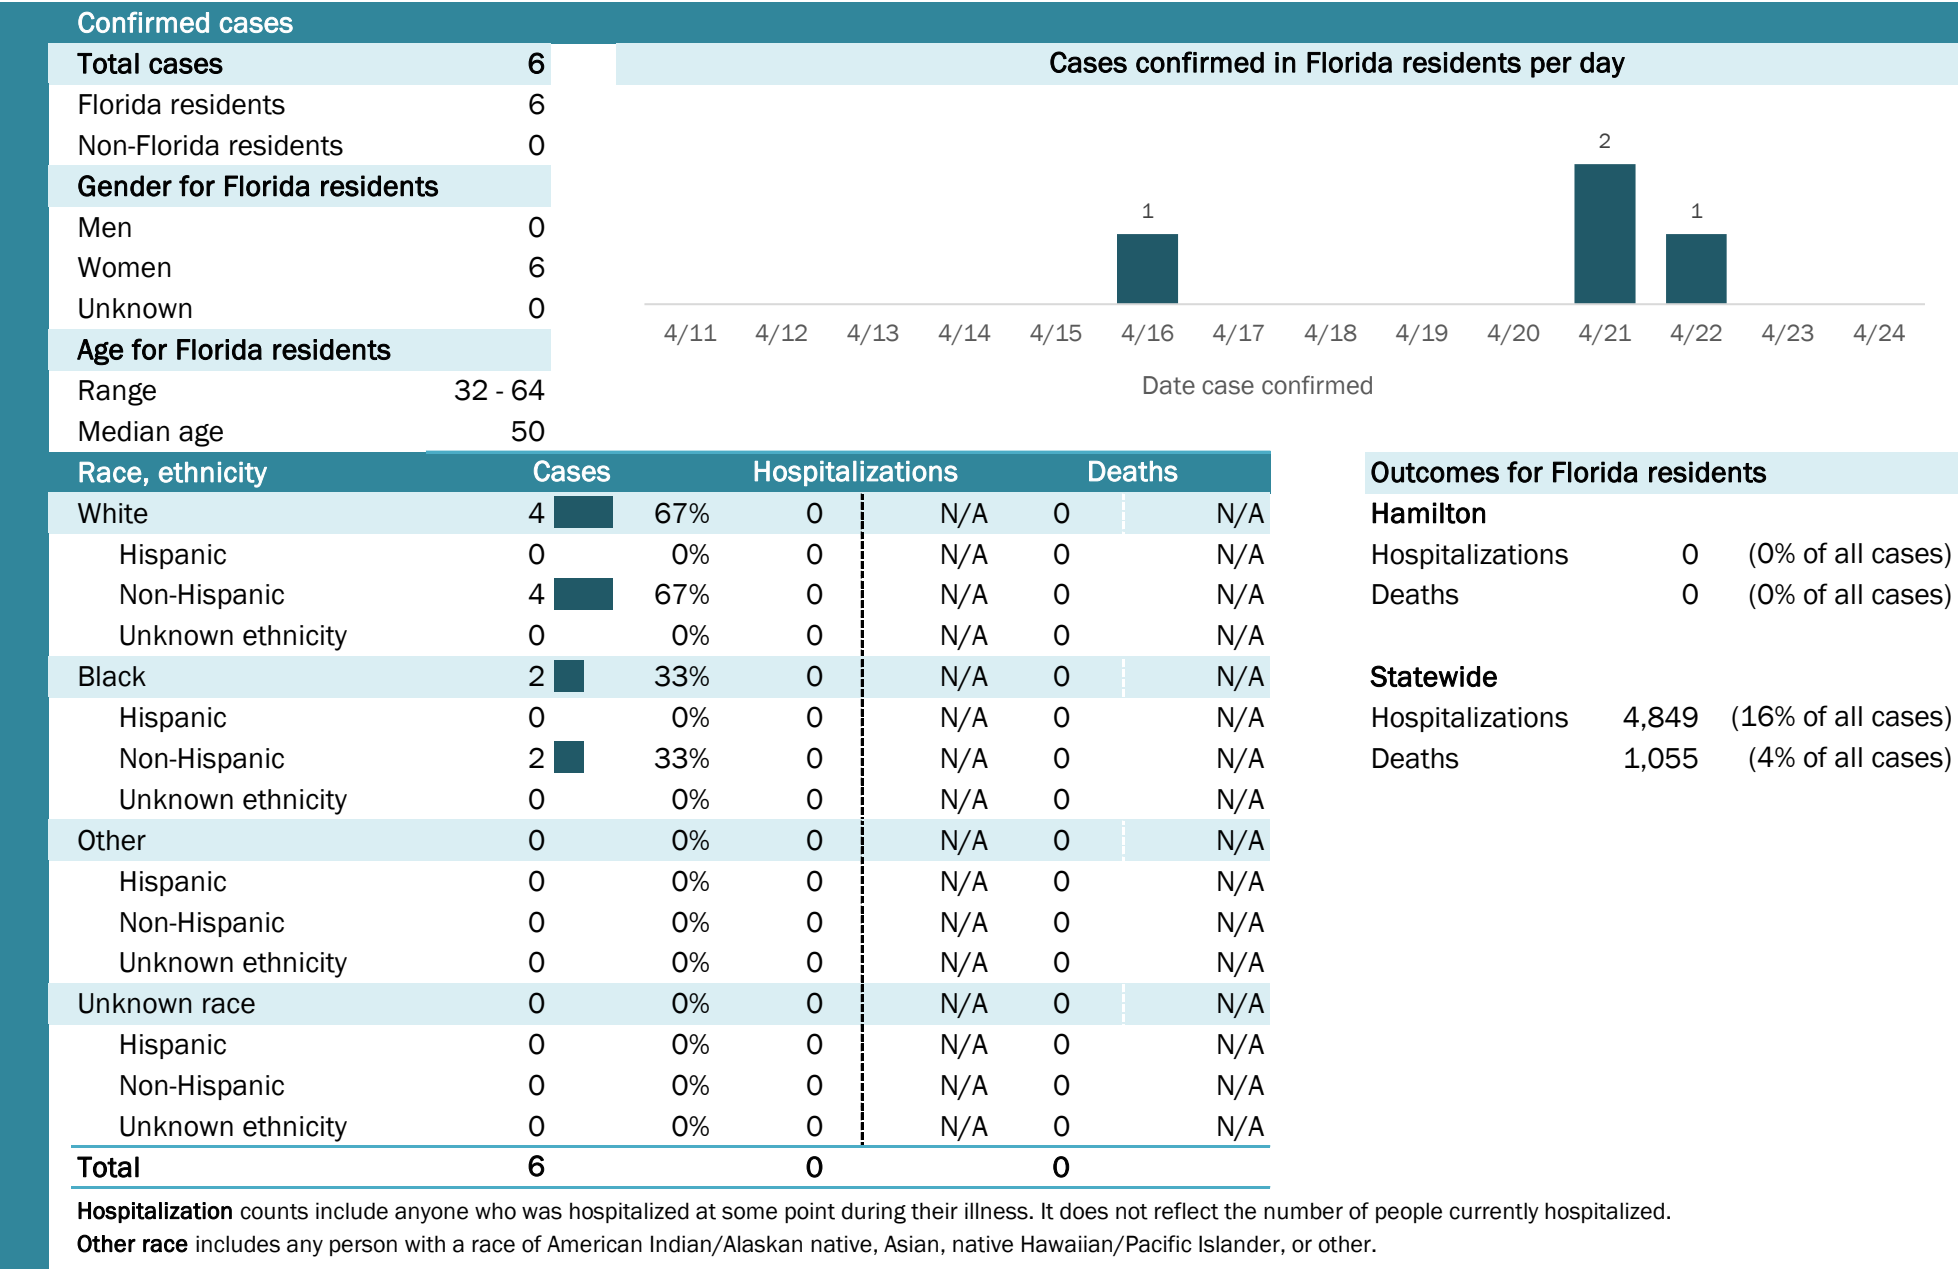 Confirmed cases
Total cases 6
Florida residents 6
Non-Florida residents 0
Gender for Florida residents
Men 0
Women 6
Unknown 0
Age for Florida residents
Range 32 - 64
Median age 50
Cases confirmed in Florida residents per day
2
1 1
4/11 4/12 4/13 4/14 4/15 4/16 4/17 4/18 4/19 4/20 4/21 4/22 4/23 4/24
Date case confirmed
Race, ethnicity Cases Hospitalizations Deaths
White 4 67% 0 N/A 0 N/A
Hispanic 0 0% 0 N/A 0 N/A
Non-Hispanic 4 67% 0 N/A 0 N/A
Unknown ethnicity 0 0% 0 N/A 0 N/A
Black 2 33% 0 N/A 0 N/A
Hispanic 0 0% 0 N/A 0 N/A
Non-Hispanic 2 33% 0 N/A 0 N/A
Unknown ethnicity 0 0% 0 N/A 0 N/A
Other 0 0% 0 N/A 0 N/A
Hispanic 0 0% 0 N/A 0 N/A
Non-Hispanic 0 0% 0 N/A 0 N/A
Unknown ethnicity 0 0% 0 N/A 0 N/A
Unknown race 0 0% 0 N/A 0 N/A
Hispanic 0 0% 0 N/A 0 N/A
Non-Hispanic 0 0% 0 N/A 0 N/A
Unknown ethnicity 0 0% 0 N/A 0 N/A
Total 6 0 0
Outcomes for Florida residents
Hamilton
Hospitalizations 0 (0% of all cases)
Deaths 0 (0% of all cases)
Statewide
Hospitalizations 4,849 (16% of all cases)
Deaths 1,055 (4% of all cases)
Hospitalization counts include anyone who was hospitalized at some point during their illness. It does not reflect the number of people currently hospitalized.
Other race includes any person with a race of American Indian/Alaskan native, Asian, native Hawaiian/Pacific Islander, or other.